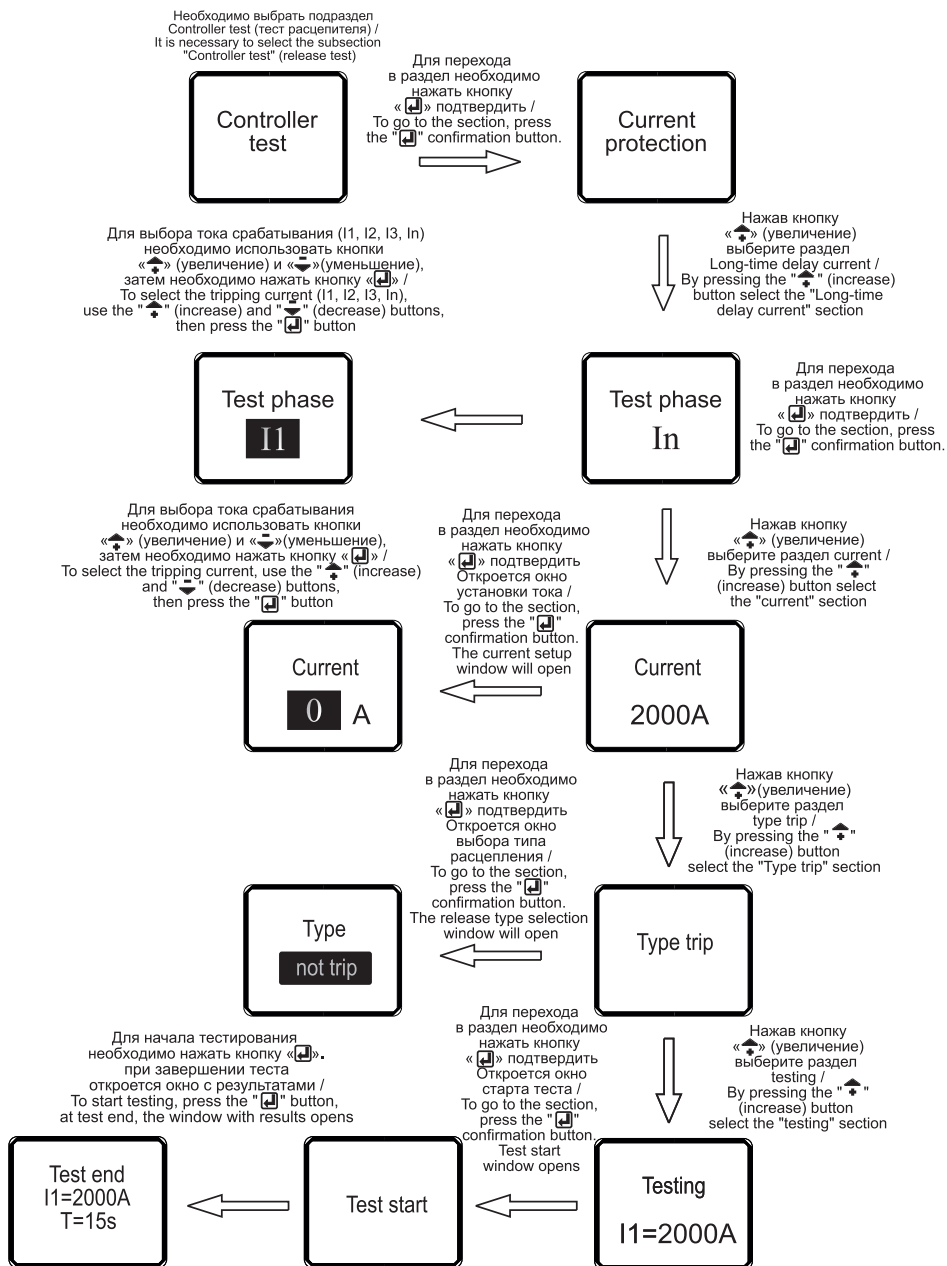 Необходимо выбрать подраздел
Controller test (тест расцепителя) /
It is necessary to select the subsection
"Controller test" (release test)
Controller
test
Для перехода
в раздел необходимо
нажать кнопку
« » подтвердить /
To go to the section, press
the " " confirmation button.
Current
protection
Нажав кнопку
« » (увеличение)
выберите раздел
Long-time delay current /
By pressing the " " (increase)
button select the "Long-time
delay current" section
Для выбора тока срабатывания (I1, I2, I3, In)
необходимо использовать кнопки
« » (увеличение) и « »(уменьшение),
затем необходимо нажать кнопку « » /
To select the tripping current (I1, I2, I3, In),
use the " " (increase) and " " (decrease) buttons,
then press the " " button
Test phase
I1
Test phase
In
Для перехода
в раздел необходимо
нажать кнопку
« » подтвердить /
To go to the section, press
the " " confirmation button.
Для выбора тока срабатывания
необходимо использовать кнопки
« » (увеличение) и « »(уменьшение),
затем необходимо нажать кнопку « » /
To select the tripping current, use the " " (increase)
and " " (decrease) buttons,
then press the " " button
Для перехода
в раздел необходимо
нажать кнопку
« » подтвердить
Откроется окно
установки тока /
To go to the section,
press the " "
confirmation button.
The current setup
window will open
Нажав кнопку
« » (увеличение)
выберите раздел current /
By pressing the " "
(increase) button select
the "current" section
Current
0 A
Current
2000A
Для перехода
в раздел необходимо
нажать кнопку
« » подтвердить
Откроется окно
выбора типа
расцепления /
To go to the section,
press the " "
confirmation button.
The release type selection
window will open
Нажав кнопку
« »(увеличение)
выберите раздел
type trip /
By pressing the " "
(increase) button
select the "Type trip" section
Type
not trip
Type trip
Для начала тестирования
необходимо нажать кнопку « ».
при завершении теста
откроется окно с результатами /
To start testing, press the " " button,
at test end, the window with results opens
Для перехода
в раздел необходимо
нажать кнопку
« » подтвердить
Откроется окно
старта теста /
To go to the section,
press the " "
confirmation button.
Test start
window opens
Нажав кнопку
« » (увеличение)
выберите раздел
testing /
By pressing the " "
(increase) button
select the "testing" section
Test end
I1=2000A
T=15s
Test start
Testing
I1=2000A